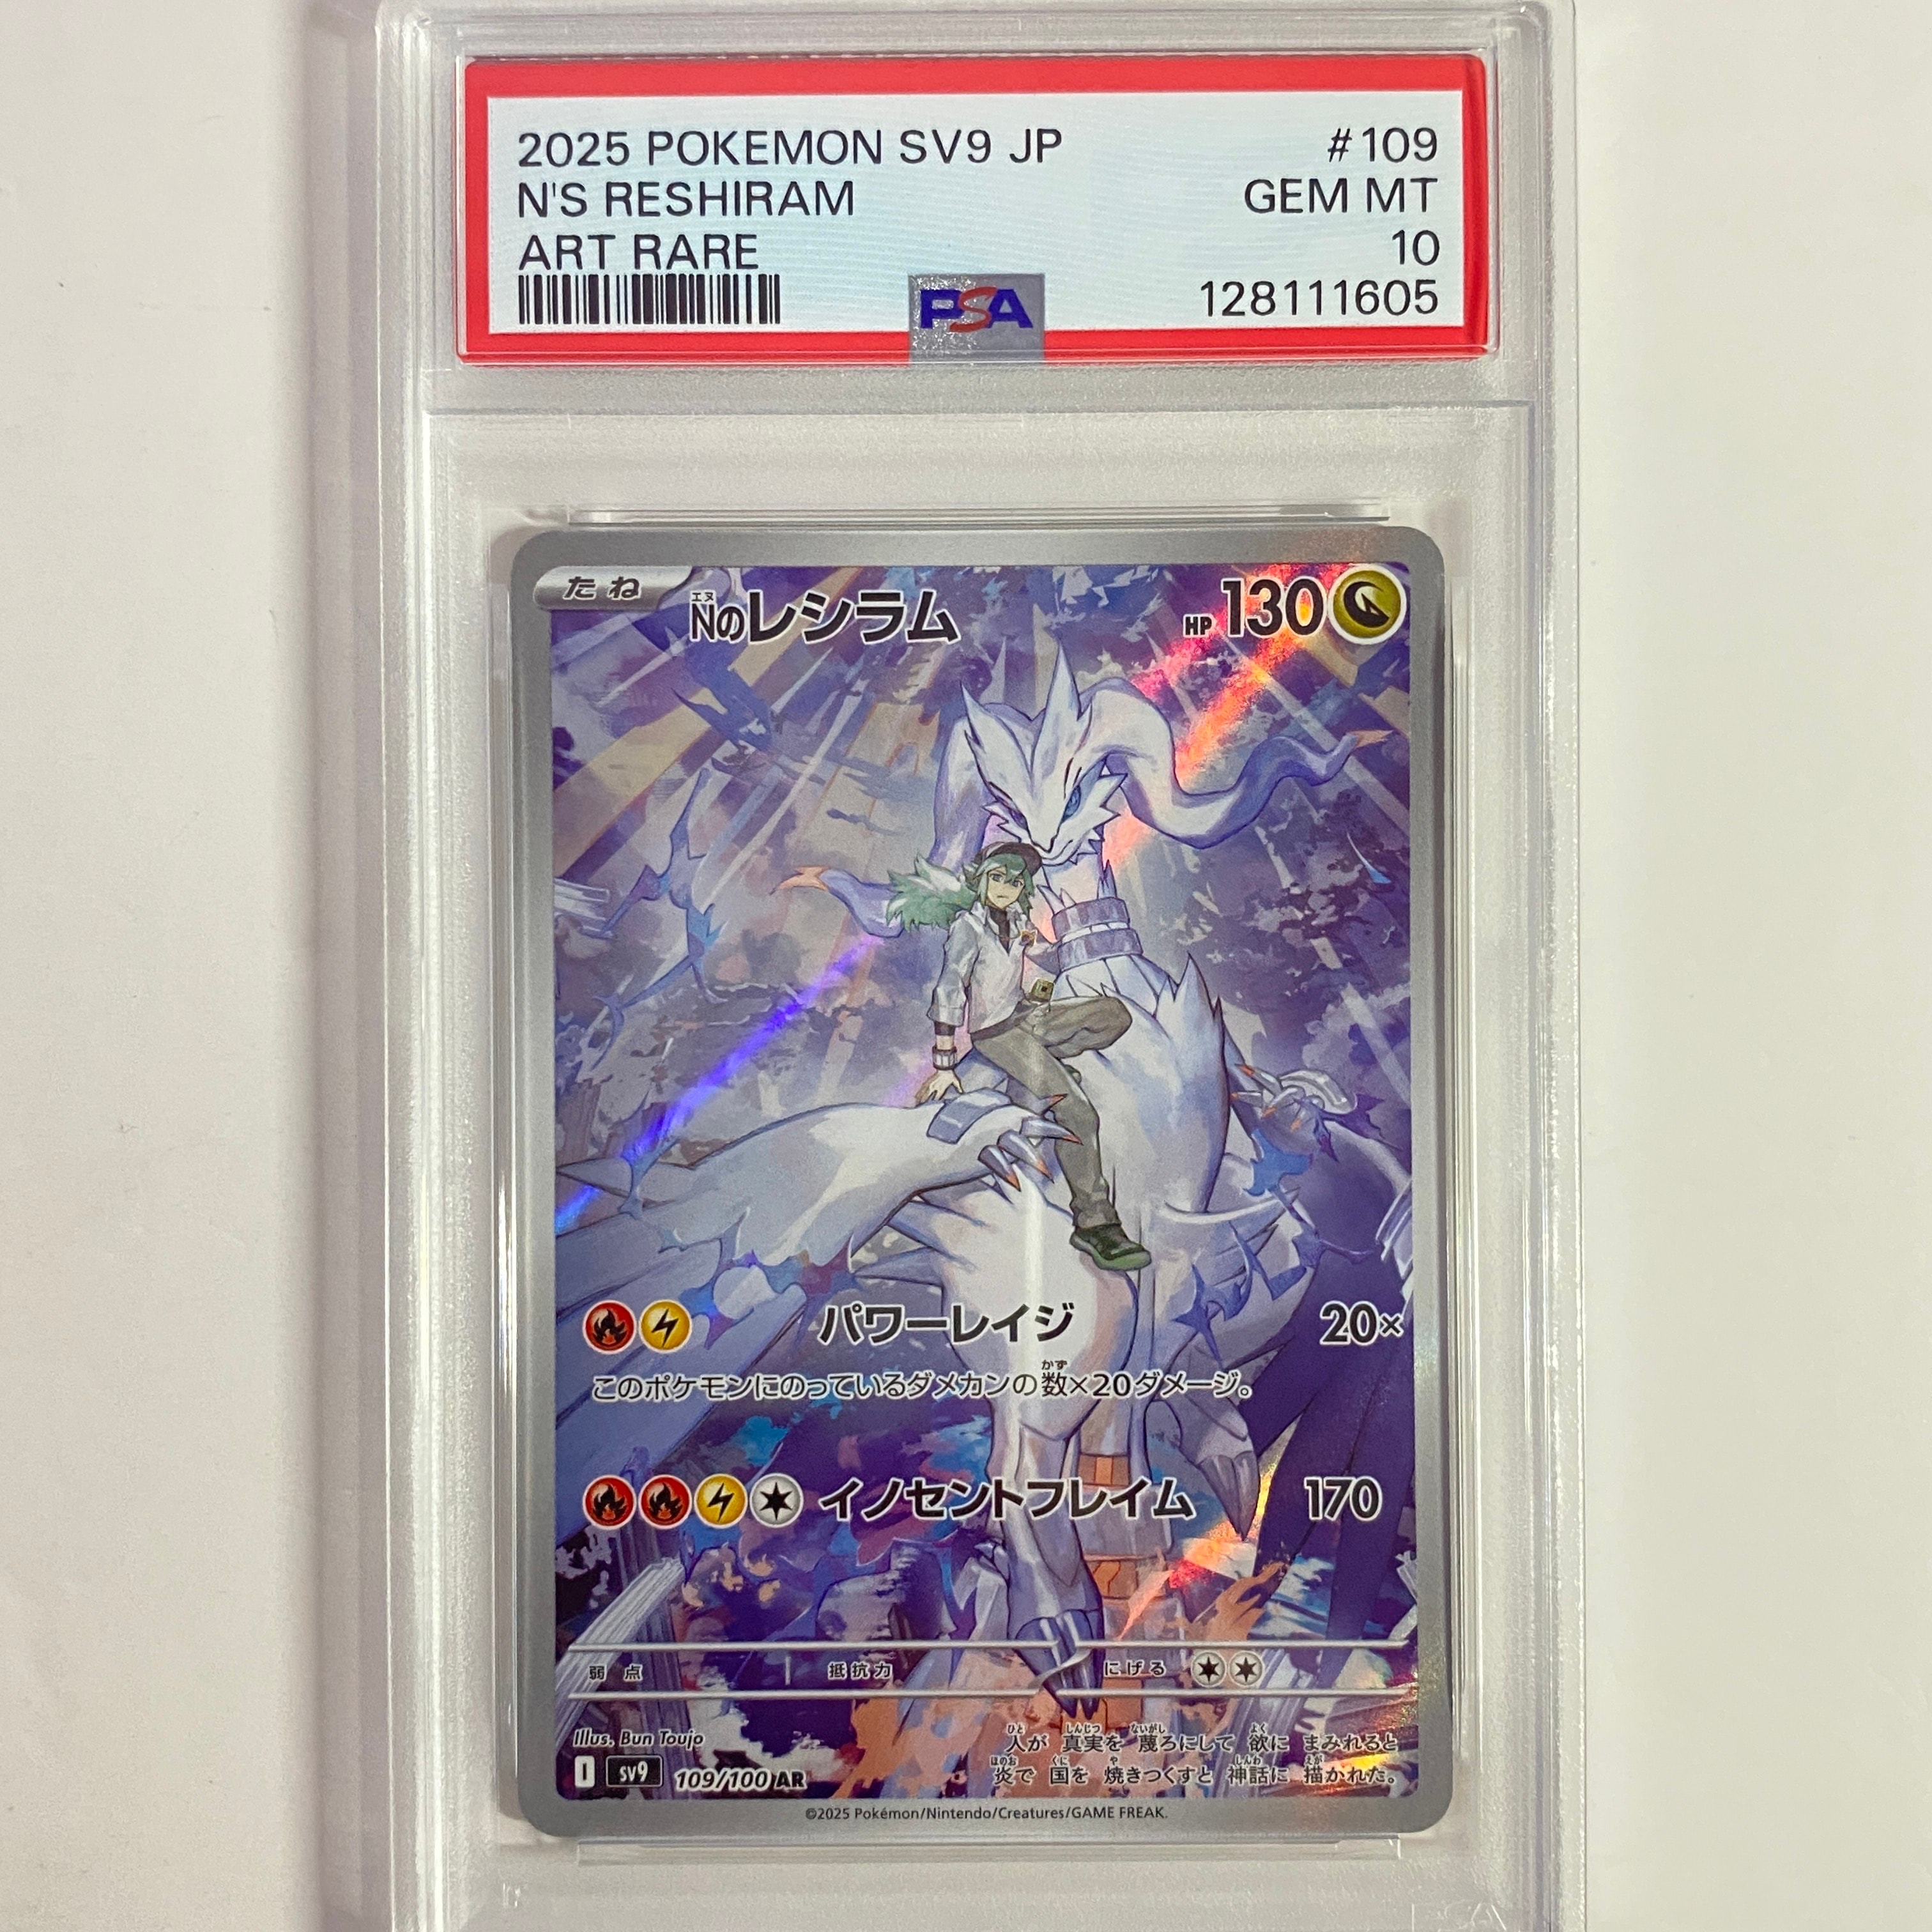 2025 POKEMON SV9 JP #109
N'S RESHIRAM GEM MT
ART RARE 10
PSA 128111605
たね Nのレシラム HP 130
エヌ
パワーレイジ 20×
このポケモンにのっているダメカンの数×20ダメージ。
かず
イノセントフレイム 170
弱点 抵抗力 にげる
Illus. Bun Toujo
人が 真実を 蔑ろにして 欲に まみれると
ひと しんじつ ないがし よく
炎で 国を 焼きつくすと 神話に 描かれた。
ほのお くに や しんわ えが
I SV9 109/100 AR
©2025 Pokémon/Nintendo/Creatures/GAME FREAK.